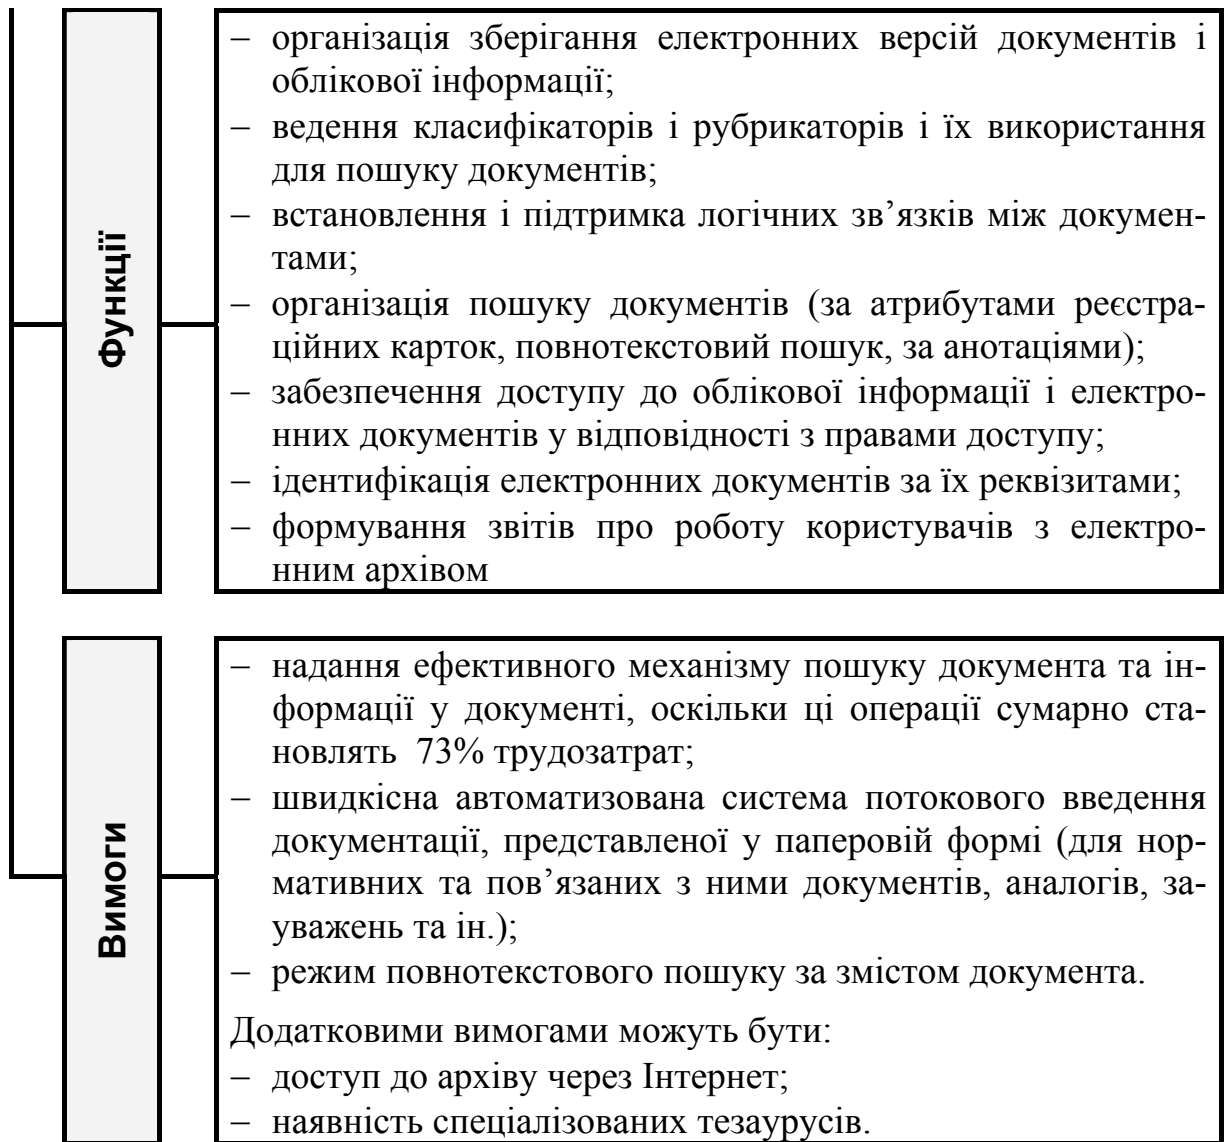 Функції
– організація зберігання електронних версій документів і
облікової інформації;
– ведення класифікаторів і рубрикаторів і їх використання
для пошуку документів;
– встановлення і підтримка логічних зв’язків між докумен-
тами;
– організація пошуку документів (за атрибутами реєстра-
ційних карток, повнотекстовий пошук, за анотаціями);
– забезпечення доступу до облікової інформації і електро-
нних документів у відповідності з правами доступу;
– ідентифікація електронних документів за їх реквізитами;
– формування звітів про роботу користувачів з електро-
нним архівом
Вимоги
– надання ефективного механізму пошуку документа та ін-
формації у документі, оскільки ці операції сумарно ста-
новлять 73% трудозатрат;
– швидкісна автоматизована система потокового введення
документації, представленої у паперовій формі (для нор-
мативних та пов’язаних з ними документів, аналогів, за-
уважень та ін.);
– режим повнотекстового пошуку за змістом документа.
Додатковими вимогами можуть бути:
– доступ до архіву через Інтернет;
– наявність спеціалізованих тезаурусів.